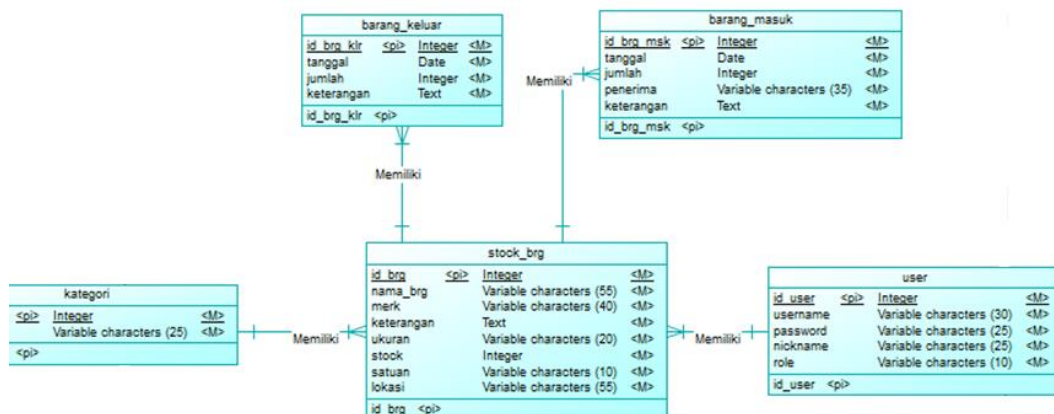 barang_keluar
id_brg_klr <pi> Integer <M>
tanggal Date <M>
jumlah Integer <M>
keterangan Text <M>
id_brg_klr <pi>
barang_masuk
id_brg_msk <pi> Integer <M>
tanggal Date <M>
jumlah Integer <M>
penerima Variable characters (35) <M>
keterangan Text <M>
id_brg_msk <pi>
Memiliki
Memiliki
stock_brg
id_brg <pi> Integer <M>
nama_brg Variable characters (55) <M>
merk Variable characters (40) <M>
keterangan Text <M>
ukuran Variable characters (20) <M>
stock Integer <M>
satuan Variable characters (10) <M>
lokasi Variable characters (55) <M>
id_brg <pi>
kategori
<pi> Integer <M>
Variable characters (25) <M>
<pi>
Memiliki
Memiliki
user
id_user <pi> Integer <M>
username Variable characters (30) <M>
password Variable characters (25) <M>
nickname Variable characters (25) <M>
role Variable characters (10) <M>
id_user <pi>